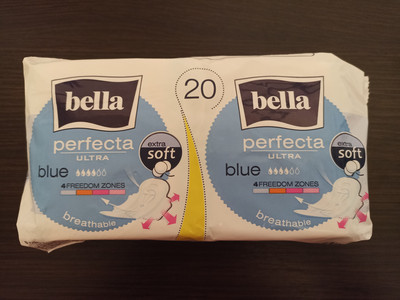 bella
perfecta
ULTRA
extra
soft
blue
4 FREEDOM ZONES
breathable
20
bella
perfecta
ULTRA
extra
soft
blue
4 FREEDOM ZONES
breathable